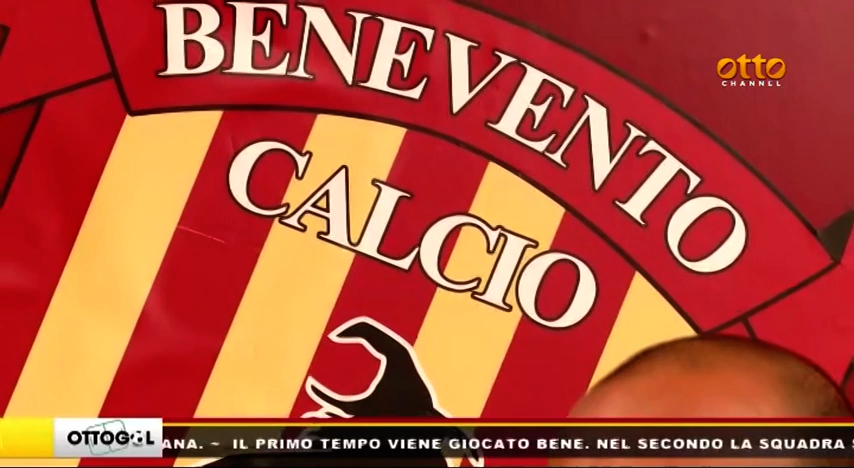 BENEVENTO
CALCIO
otto
CHANNEL
OTTOGOL
ANA. ~ IL PRIMO TEMPO VIENE GIOCATO BENE. NEL SECONDO LA SQUADRA